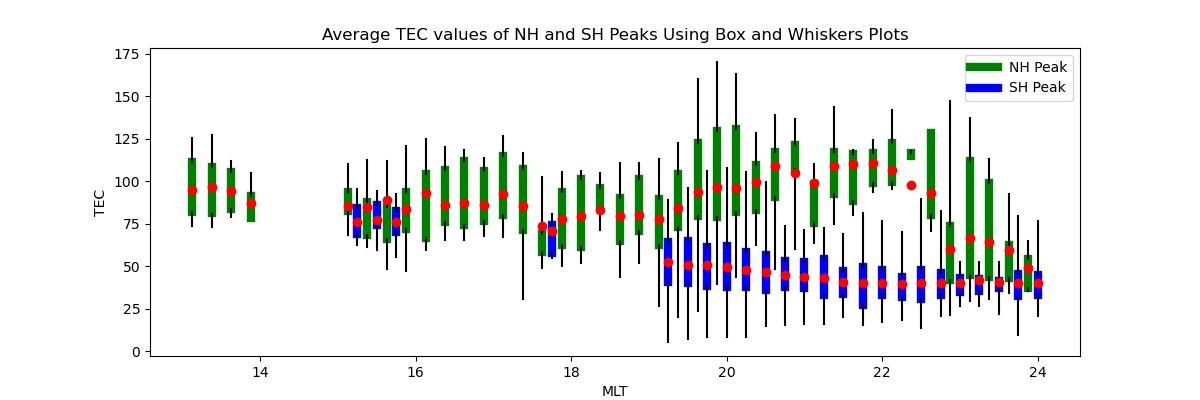 Average TEC values of NH and SH Peaks Using Box and Whiskers Plots
175
150
125
100
75
50
25
0
TEC
NH Peak
SH Peak
14 16 18 20 22 24
MLT